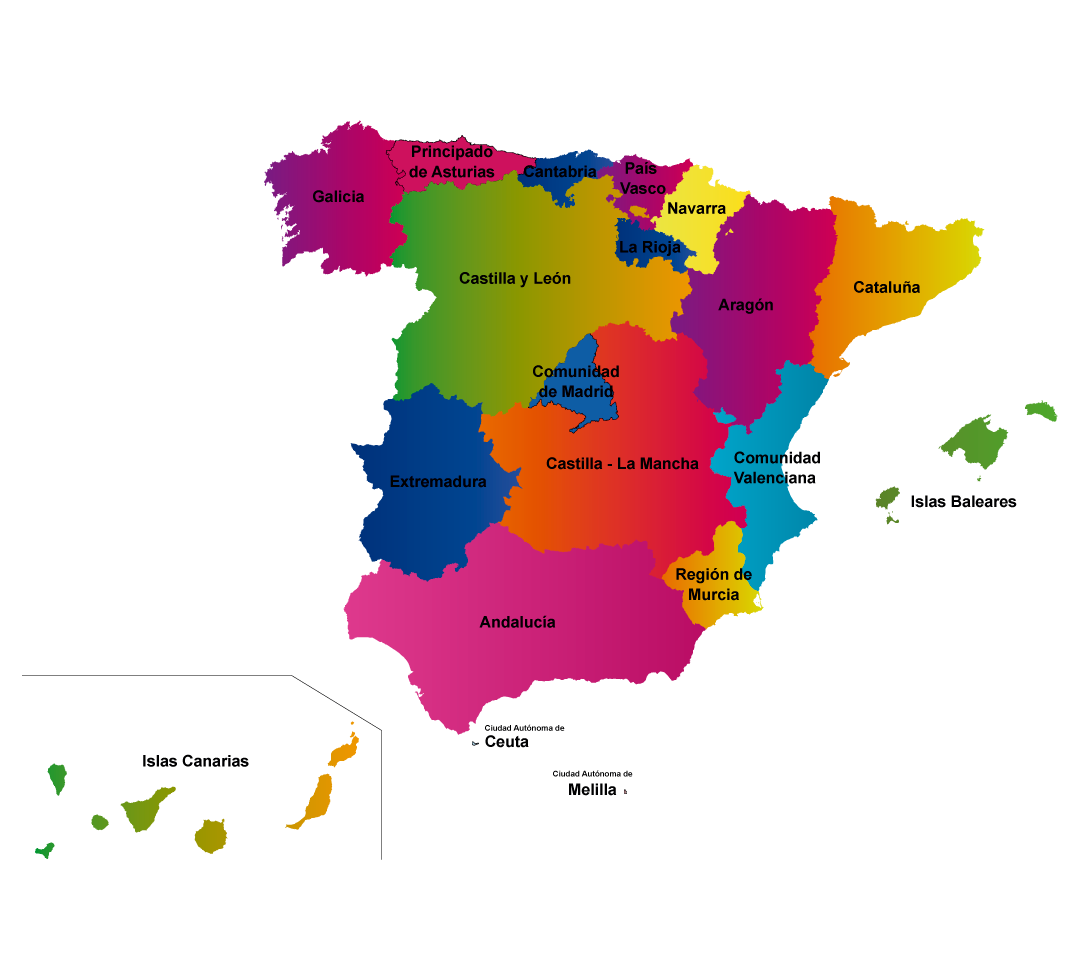 Principado
de Asturias
Cantabria
País
Vasco
Galicia
Navarra
La Rioja
Castilla y León
Cataluña
Aragón
Comunidad
de Madrid
Comunidad
Valenciana
Castilla - La Mancha
Extremadura
Islas Baleares
Región de
Murcia
Andalucía
Ciudad Autónoma de
Ceuta
Islas Canarias
Ciudad Autónoma de
Melilla